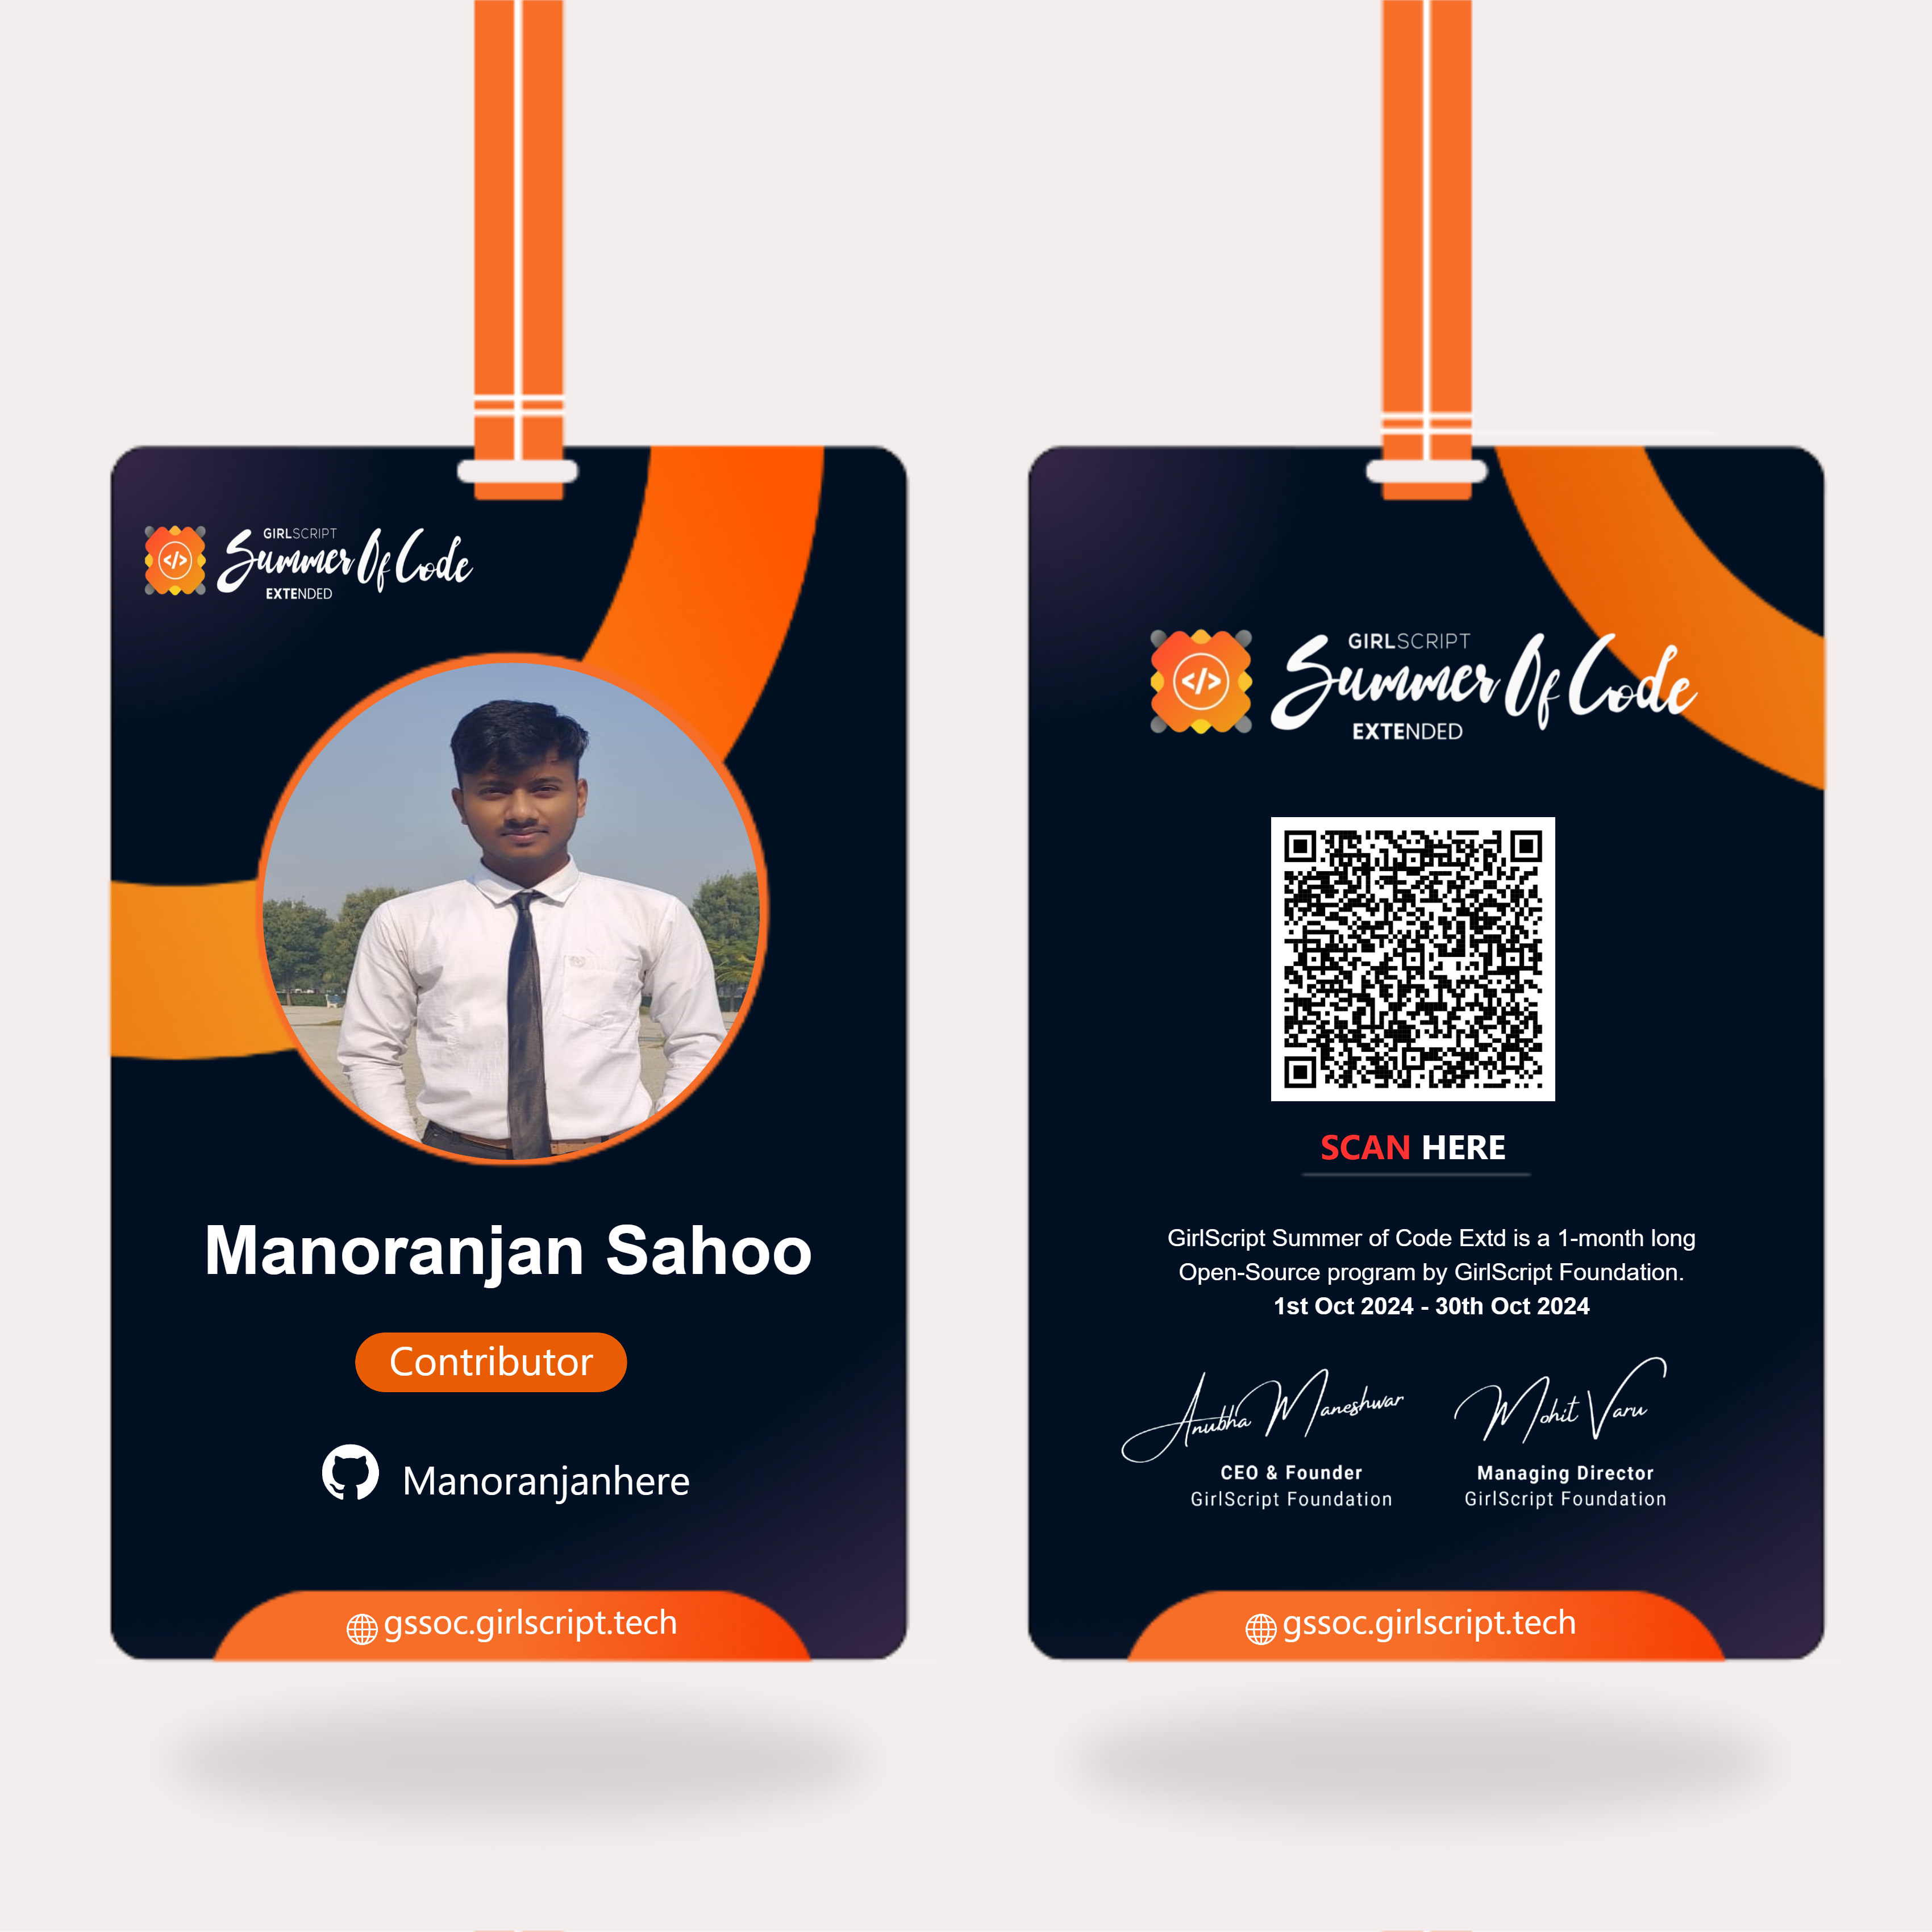 GIRLSCRIPT
Summer Of Code
EXTENDED
Manoranjan Sahoo
Contributor
Manoranjanhere
gssoc.girlscript.tech
GIRLSCRIPT
</>
Summer Of Code
EXTENDED
SCAN HERE
GirlScript Summer of Code Extd is a 1-month long
Open-Source program by GirlScript Foundation.
1st Oct 2024 - 30th Oct 2024
Anubha Maneshwar
CEO & Founder
GirlScript Foundation
Mohit Varu
Managing Director
GirlScript Foundation
gssoc.girlscript.tech